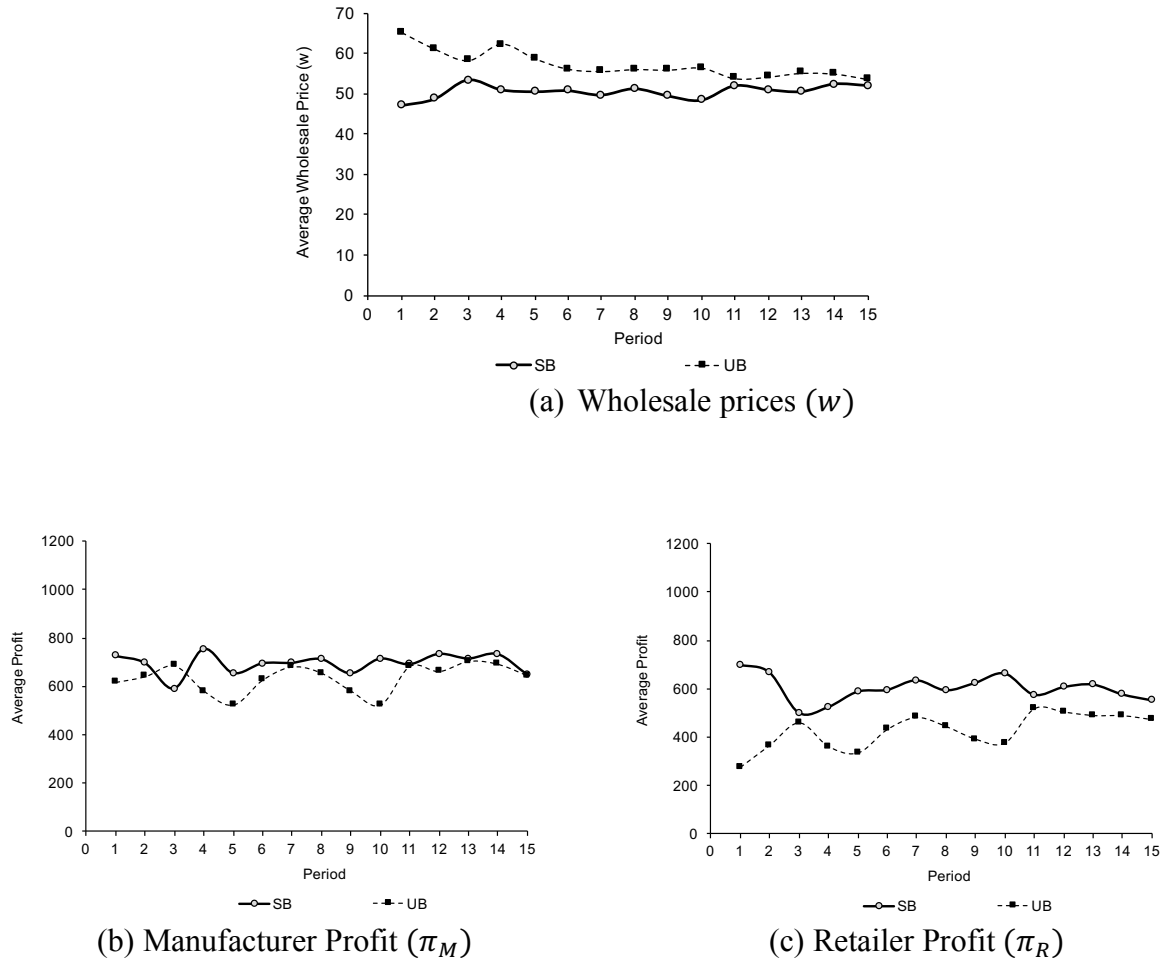 70
60
50
40
30
20
10
0
Average Wholesale Price (w)
0 1 2 3 4 5 6 7 8 9 10 11 12 13 14 15
Period
SB UB
(a) Wholesale prices (w)
1200
1000
800
600
400
200
0
Average Profit
0 1 2 3 4 5 6 7 8 9 10 11 12 13 14 15
Period
SB UB
(b) Manufacturer Profit (π_M)
1200
1000
800
600
400
200
0
Average Profit
0 1 2 3 4 5 6 7 8 9 10 11 12 13 14 15
Period
SB UB
(c) Retailer Profit (π_R)